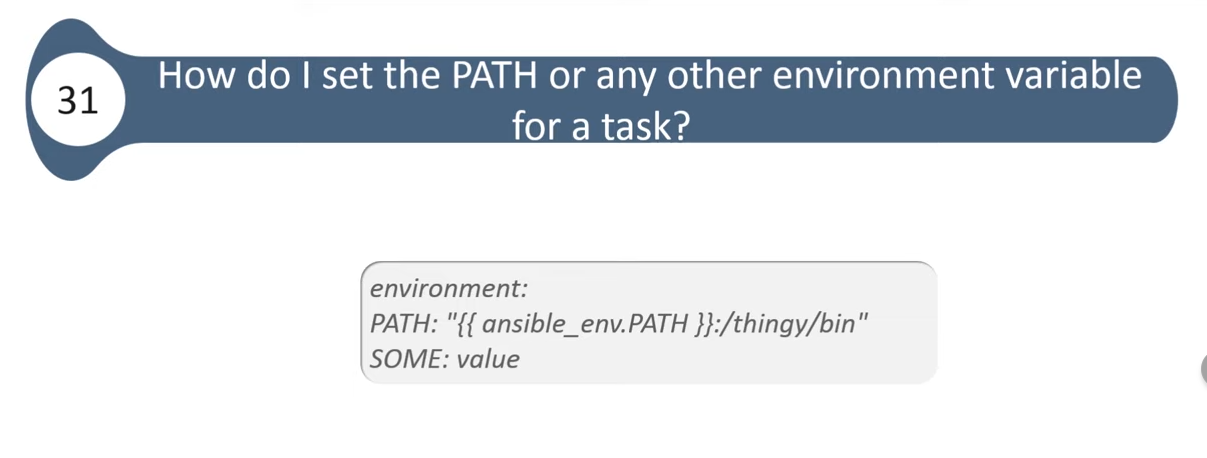 31
How do I set the PATH or any other environment variable
for a task?
environment:
PATH: "{{ ansible_env.PATH }}:/thingy/bin"
SOME: value